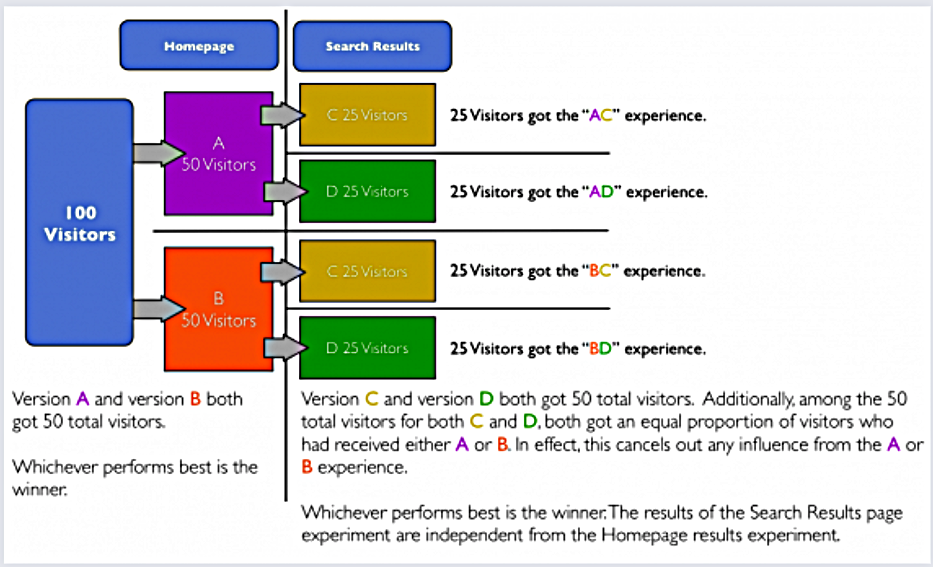 Homepage
Search Results
100
Visitors
A
50 Visitors
C 25 Visitors
25 Visitors got the “AC” experience.
D 25 Visitors
25 Visitors got the “AD” experience.
B
50 Visitors
C 25 Visitors
25 Visitors got the “BC” experience.
D 25 Visitors
25 Visitors got the “BD” experience.
Version A and version B both
got 50 total visitors.
Whichever performs best is the
winner.
Version C and version D both got 50 total visitors. Additionally, among the 50
total visitors for both C and D, both got an equal proportion of visitors who
had received either A or B. In effect, this cancels out any influence from the A or
B experience.
Whichever performs best is the winner. The results of the Search Results page
experiment are independent from the Homepage results experiment.